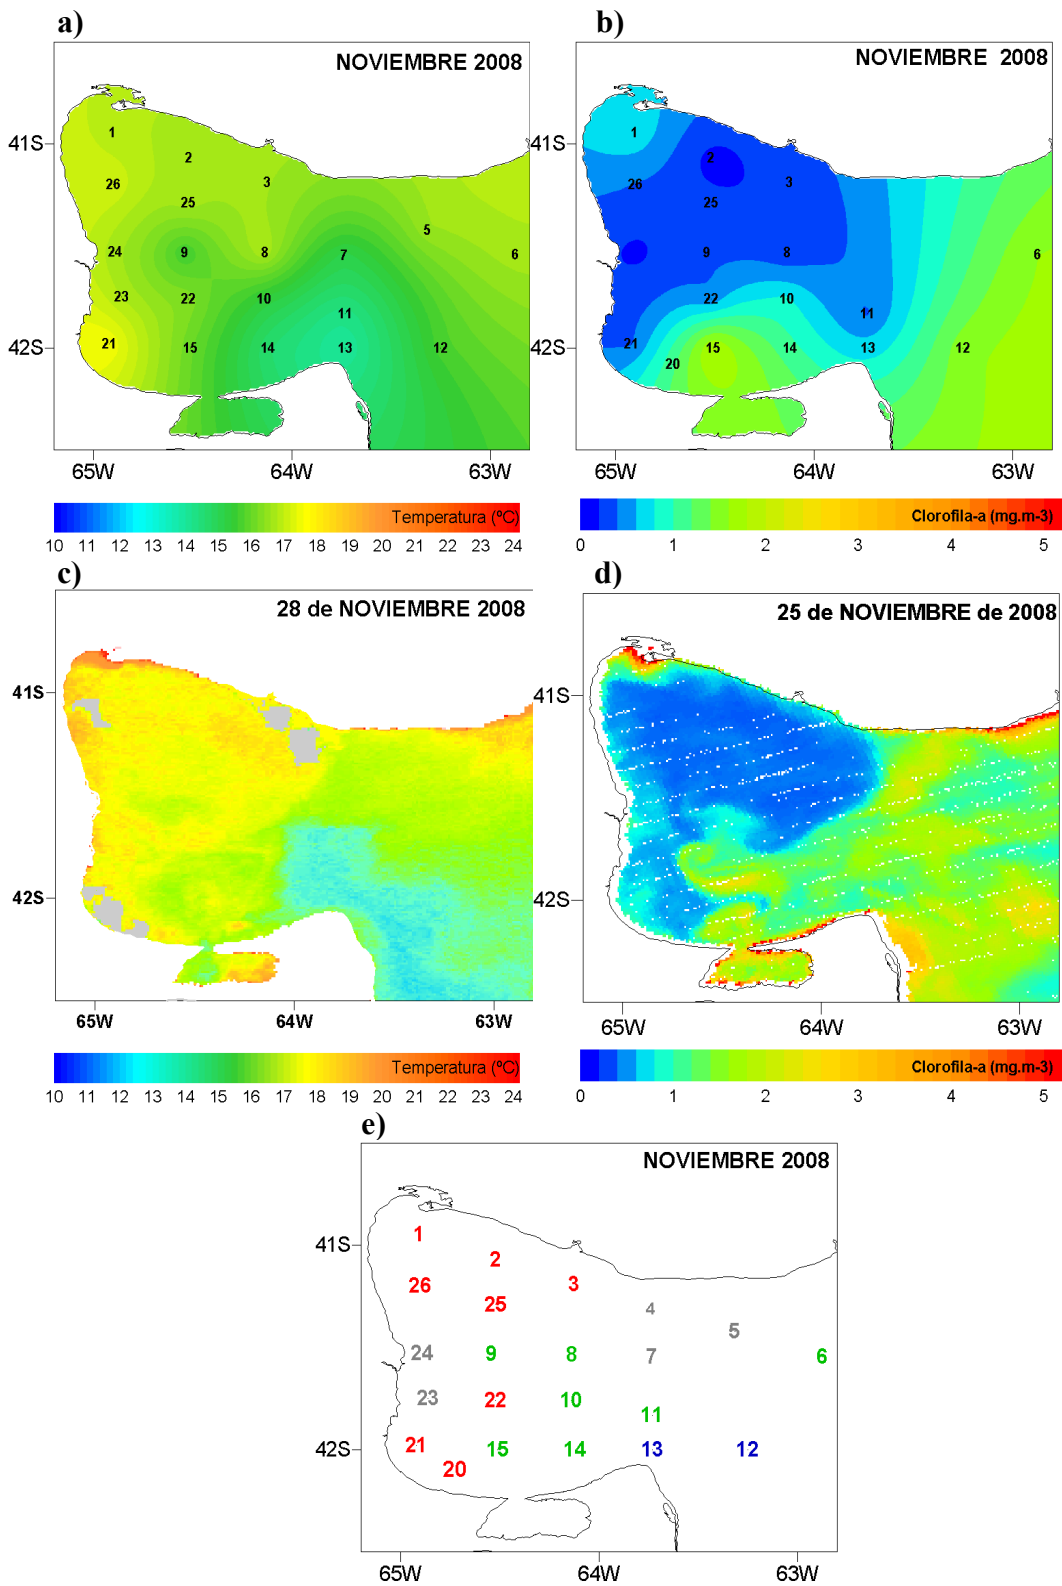 a)
NOVIEMBRE 2008
41S
42S
1
2
3
26
25
5
24
9
8
7
6
23
22
10
11
21
15
14
13
12
65W 64W 63W
Temperatura (ºC)
10 11 12 13 14 15 16 17 18 19 20 21 22 23 24
b)
NOVIEMBRE 2008
41S
42S
1
2
3
26
25
9
8
6
22
10
11
21
15
14
13
12
20
65W 64W 63W
Clorofila-a (mg.m-3)
0 1 2 3 4 5
c)
28 de NOVIEMBRE 2008
41S
42S
65W 64W 63W
Temperatura (ºC)
10 11 12 13 14 15 16 17 18 19 20 21 22 23 24
d)
25 de NOVIEMBRE de 2008
41S
42S
65W 64W 63W
Clorofila-a (mg.m-3)
0 1 2 3 4 5
e)
NOVIEMBRE 2008
41S
42S
1
2
3
26
25
4
5
24
9
8
7
6
23
22
10
11
21
15
14
13
12
20
65W 64W 63W